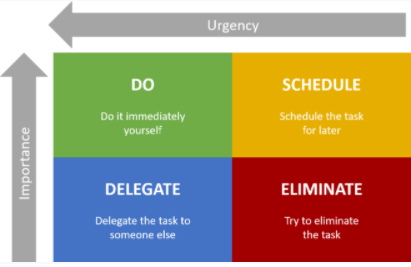 Urgency
Importance
DO
Do it immediately
yourself
SCHEDULE
Schedule the task
for later
DELEGATE
Delegate the task to
someone else
ELIMINATE
Try to eliminate
the task